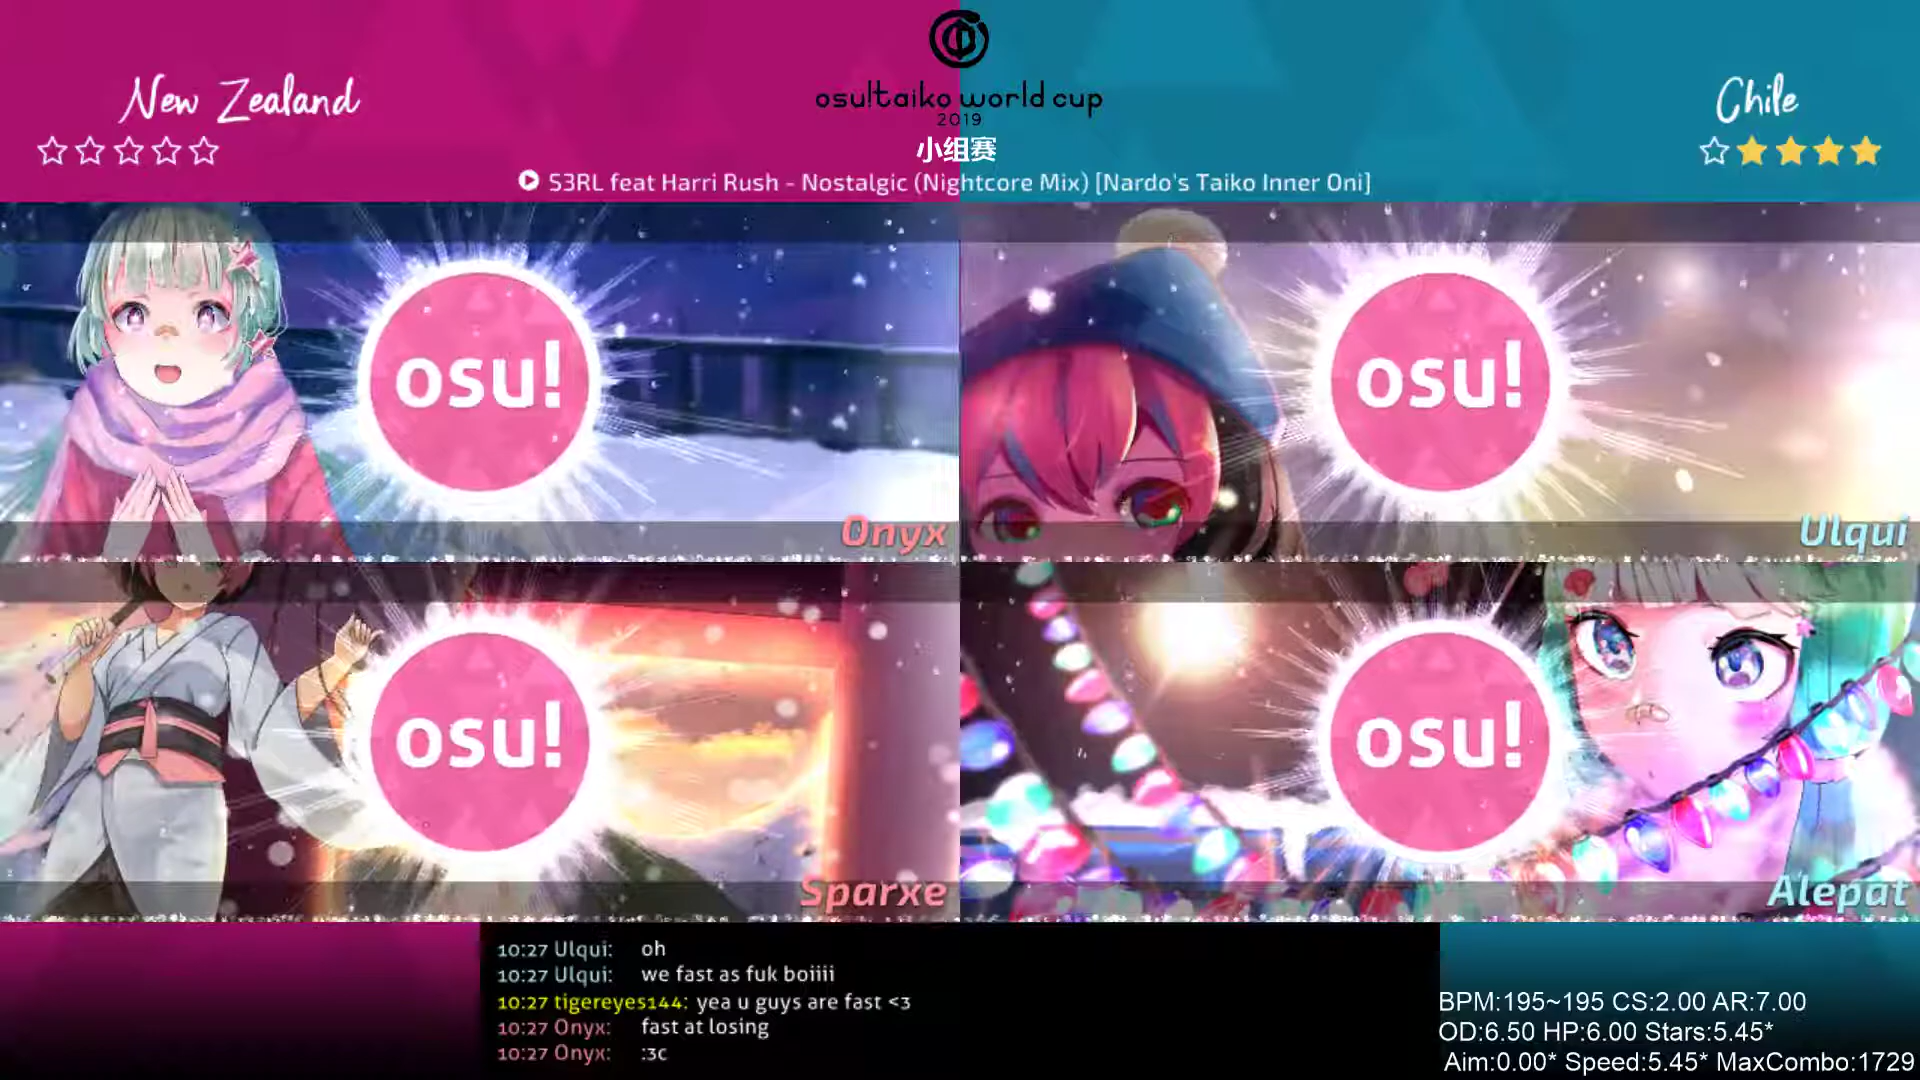 New Zealand
osu!taiko world cup
2019
小组赛
Chile
S3RL feat Harri Rush - Nostalgic (Nightcore Mix) [Nardo's Taiko Inner Oni]
osu!
Onyx
osu!
Ulqui
osu!
Sparxe
osu!
Alepat
10:27 Ulqui: oh
10:27 Ulqui: we fast as fuk boiiii
10:27 tigereyes144: yea u guys are fast <3
10:27 Onyx: fast at losing
10:27 Onyx: :3c
BPM:195~195 CS:2.00 AR:7.00
OD:6.50 HP:6.00 Stars:5.45*
Aim:0.00* Speed:5.45* MaxCombo:1729